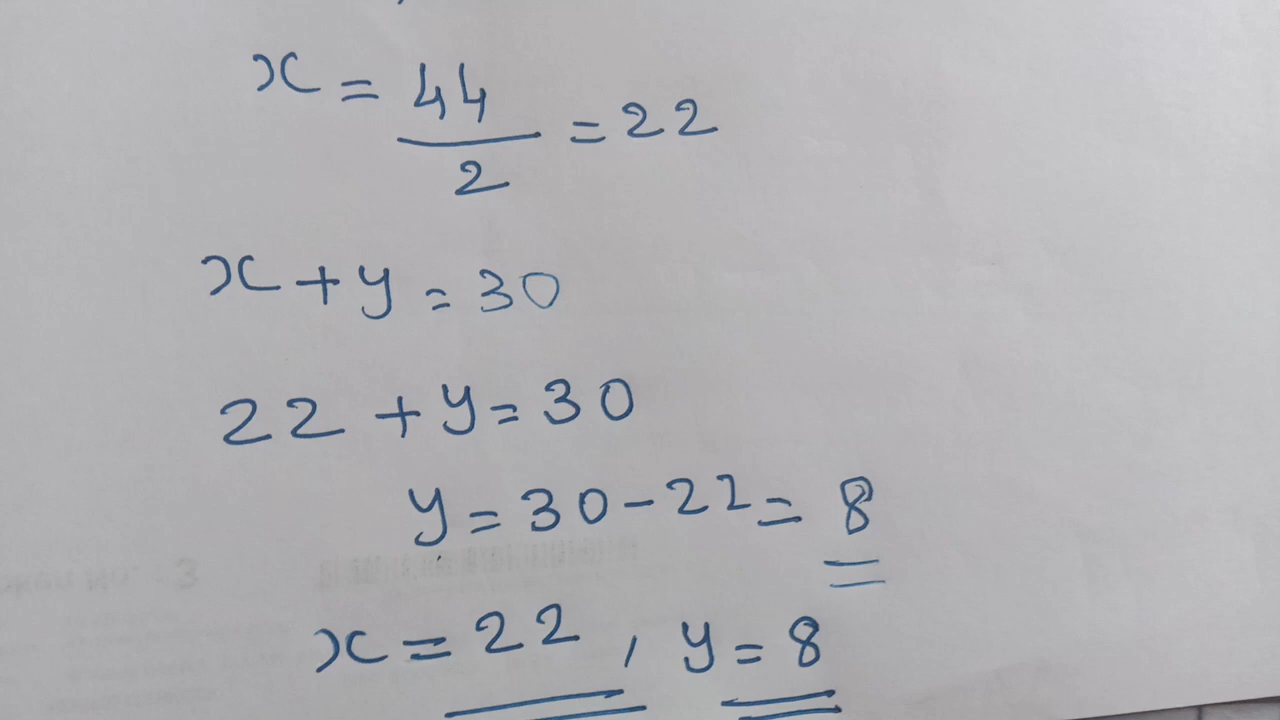 x = 44/2 = 22
x + y = 30
22 + y = 30
y = 30 - 22 = 8
x = 22, y = 8